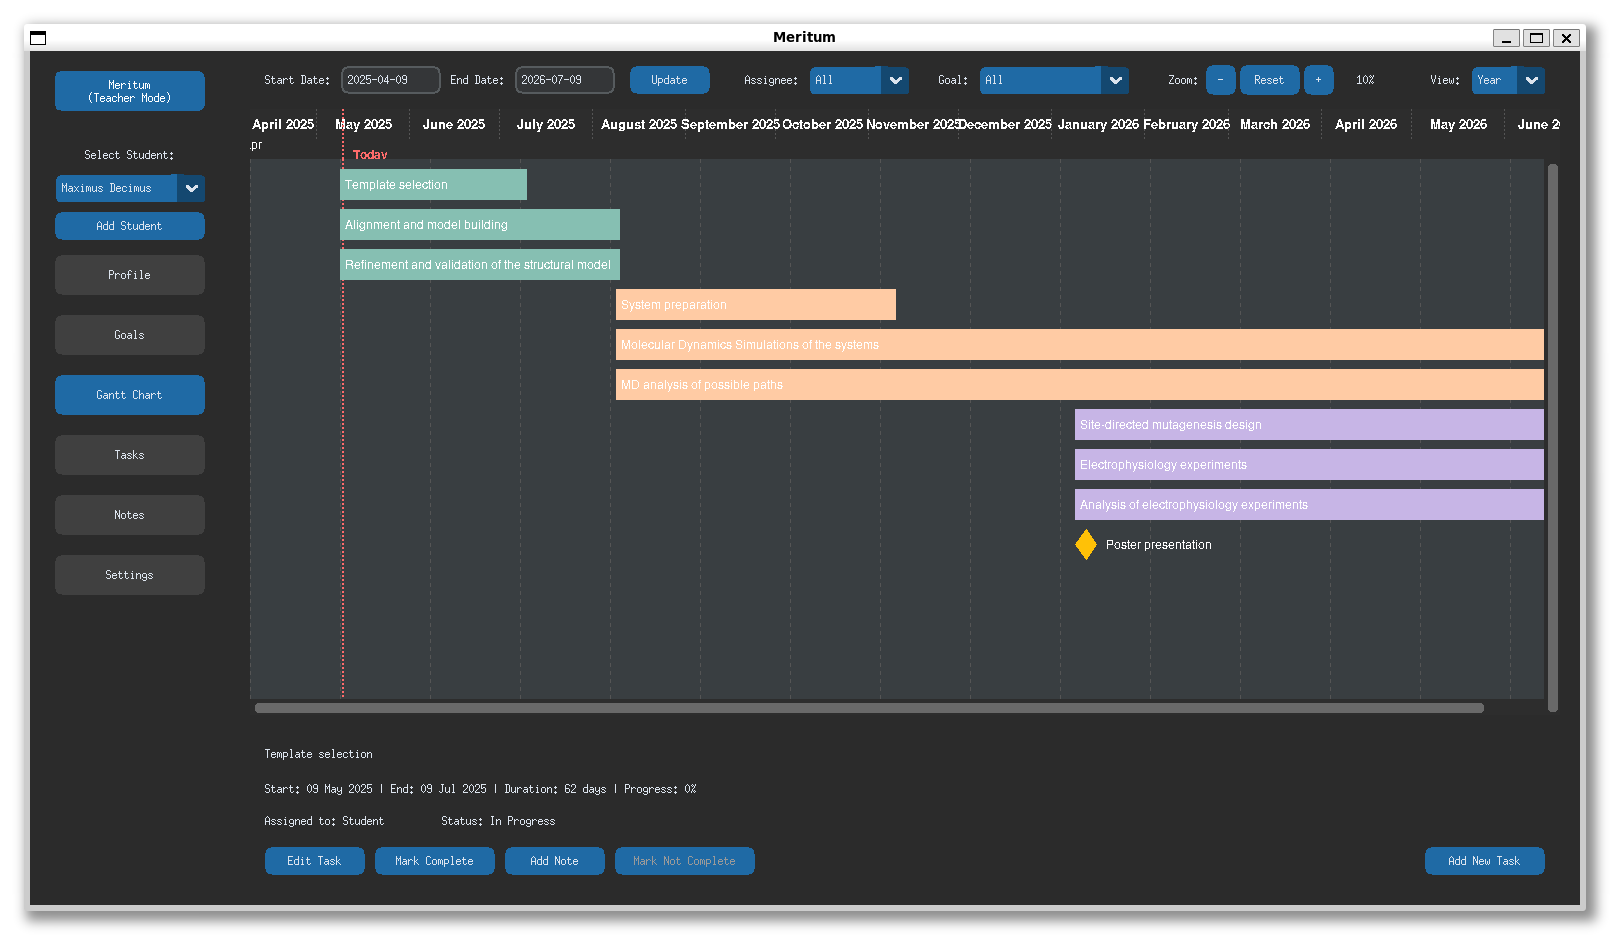 Meritum
Meritum
(Teacher Mode)
Select Student:
Maximus Decimus
Add Student
Profile
Goals
Gantt Chart
Tasks
Notes
Settings
Start Date: 2025-04-09 End Date: 2026-07-09 Update Assignee: All Goal: All Zoom: - Reset + 10% View: Year
April 2025 May 2025 June 2025 July 2025 August 2025 September 2025 October 2025 November 2025 December 2025 January 2026 February 2026 March 2026 April 2026 May 2026 June 2
pr
Today
Template selection
Alignment and model building
Refinement and validation of the structural model
System preparation
Molecular Dynamics Simulations of the systems
MD analysis of possible paths
Site-directed mutagenesis design
Electrophysiology experiments
Analysis of electrophysiology experiments
Poster presentation
Template selection
Start: 09 May 2025 | End: 09 Jul 2025 | Duration: 62 days | Progress: 0%
Assigned to: Student Status: In Progress
Edit Task Mark Complete Add Note Mark Not Complete Add New Task